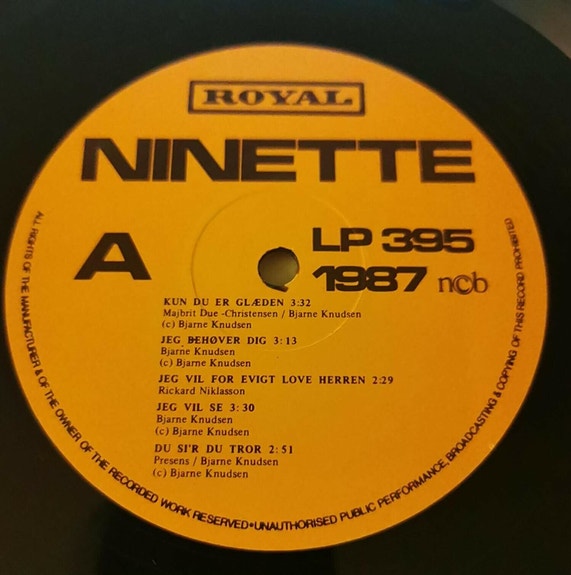 ROYAL
NINETTE
A
LP 395
1987 ncb
KUN DU ER GLÆDEN 3:32
Majbrit Due -Christensen / Bjarne Knudsen
(c) Bjarne Knudsen
JEG BEHØVER DIG 3:13
Bjarne Knudsen
(c) Bjarne Knudsen
JEG VIL FOR EVIGT LOVE HERREN 2:29
Rickard Niklasson
JEG VIL SE 3:30
Bjarne Knudsen
(c) Bjarne Knudsen
DU SI'R DU TROR 2:51
Presens / Bjarne Knudsen
(c) Bjarne Knudsen
ALL RIGHTS OF THE MANUFACTURER & OF THE OWNER OF THE RECORDED WORK RESERVED•UNAUTHORISED PUBLIC PERFORMANCE, BROADCASTING & COPYING OF THIS RECORD PROHIBITED